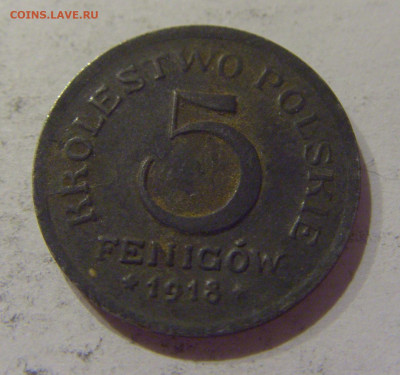 COINS.LAVE.RU
KRÓLESTWO POLSKIE
5
FENIGÓW
* 1918 *